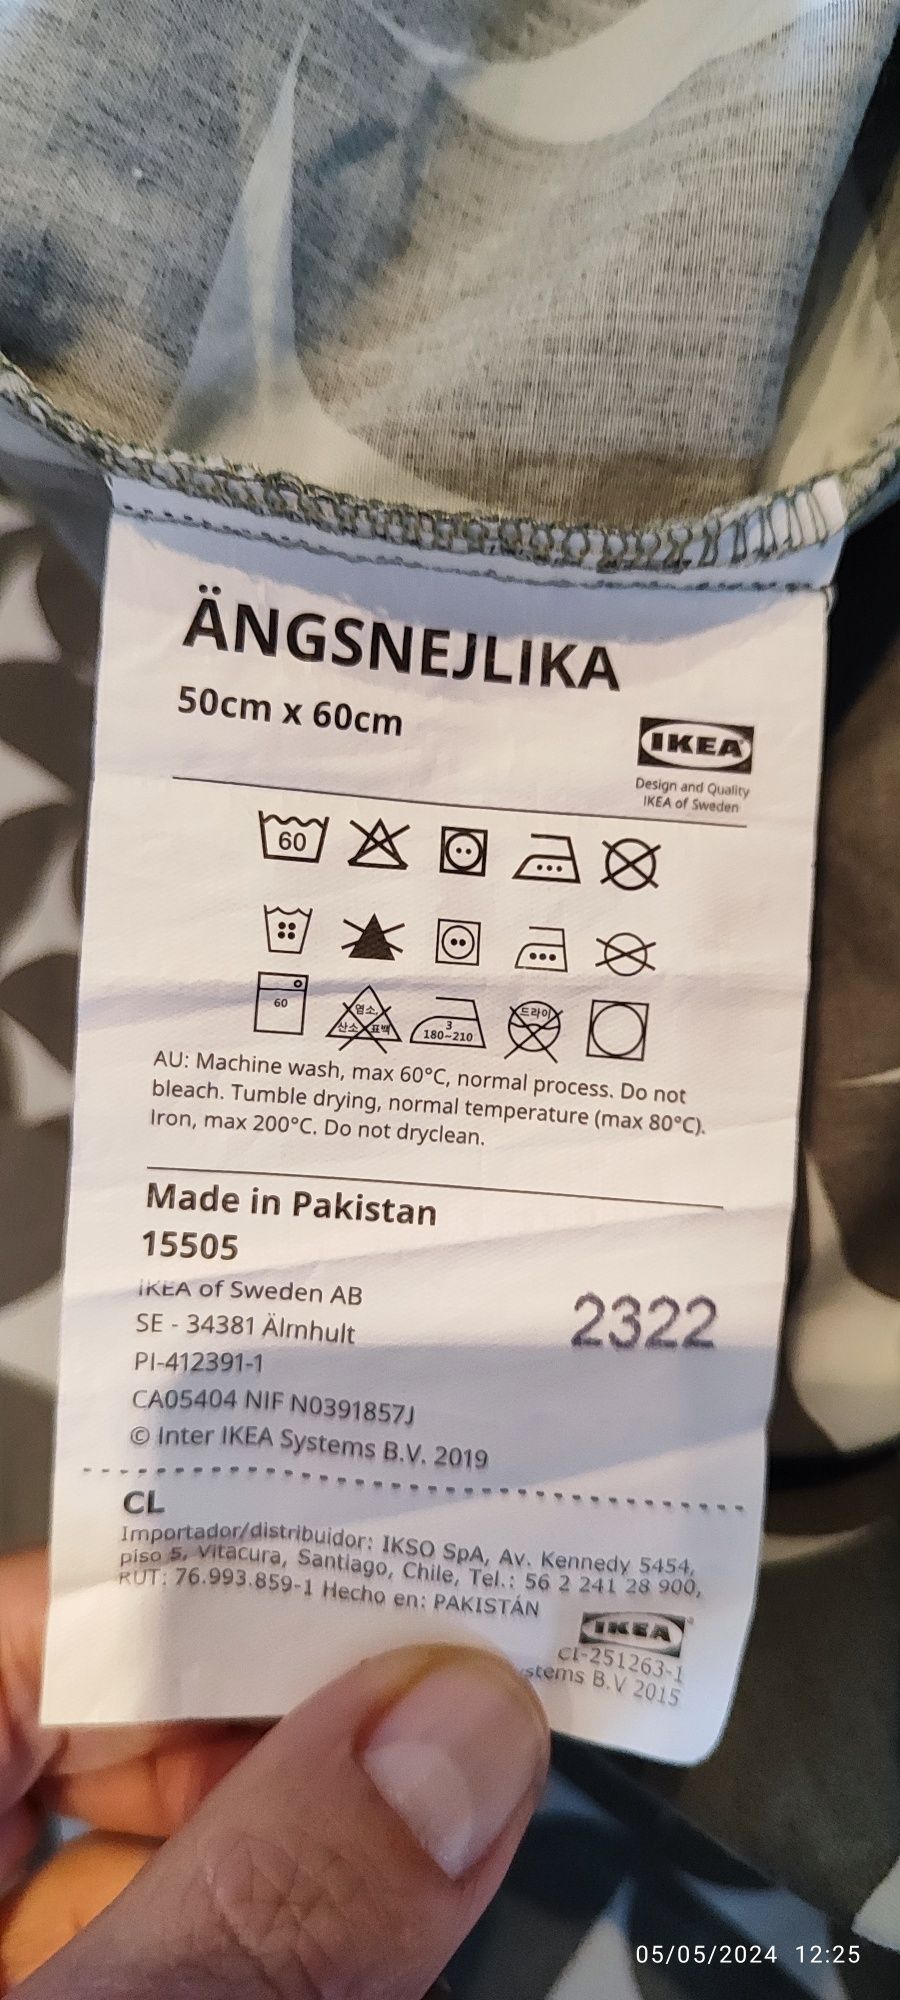 ÄNGSNEJLIKA
50cm x 60cm
IKEA
Design and Quality
IKEA of Sweden
60
60
염소,
산소 표백
3
180~210
드라이
AU: Machine wash, max 60°C, normal process. Do not
bleach. Tumble drying, normal temperature (max 80°C).
Iron, max 200°C. Do not dryclean.
Made in Pakistan
15505
IKEA of Sweden AB
2322
SE - 34381 Älmhult
PI-412391-1
CA05404 NIF N0391857J
© Inter IKEA Systems B.V. 2019
CL
Importador/distribuidor: IKSO SpA, Av. Kennedy 5454,
piso 5, Vitacura, Santiago, Chile, Tel.: 56 2 241 28 900,
RUT: 76.993.859-1 Hecho en: PAKISTÁN
IKEA®
CI-251263-1
B.V 2015
05/05/2024 12:25